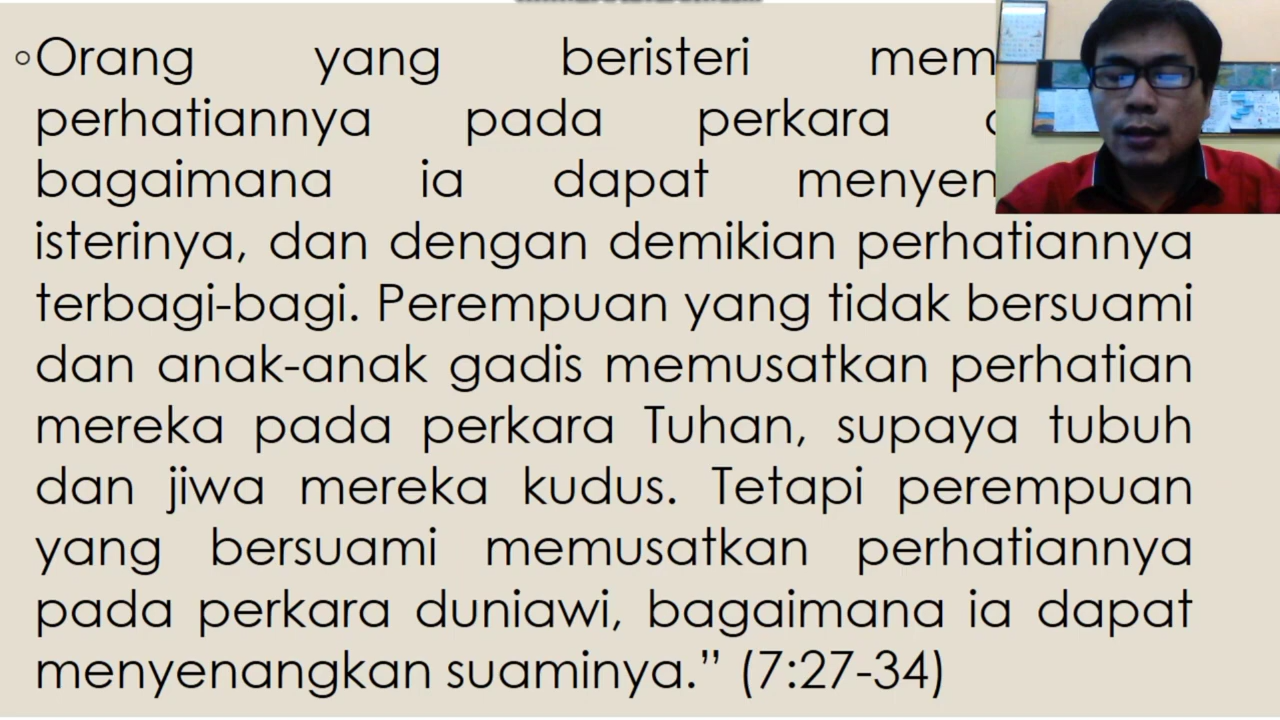 ◦Orang yang beristeri
perhatiannya pada perkara
bagaimana ia dapat
isterinya, dan dengan demikian perhatiannya
terbagi-bagi. Perempuan yang tidak bersuami
dan anak-anak gadis memusatkan perhatian
mereka pada perkara Tuhan, supaya tubuh
dan jiwa mereka kudus. Tetapi perempuan
yang bersuami memusatkan perhatiannya
pada perkara duniawi, bagaimana ia dapat
menyenangkan suaminya.” (7:27-34)